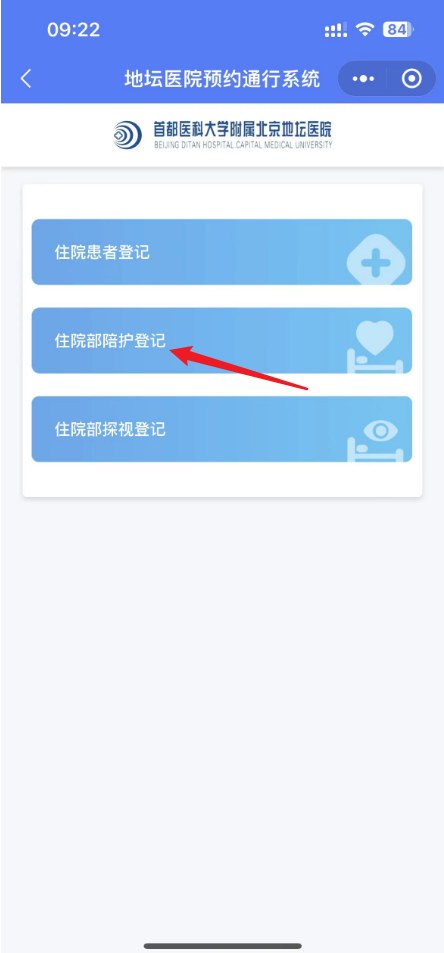 09:22
84
地坛医院预约通行系统
首都医科大学附属北京地坛医院
BEIJING DITAN HOSPITAL.CAPITAL MEDICAL UNIVERSITY
住院患者登记
住院部陪护登记
住院部探视登记